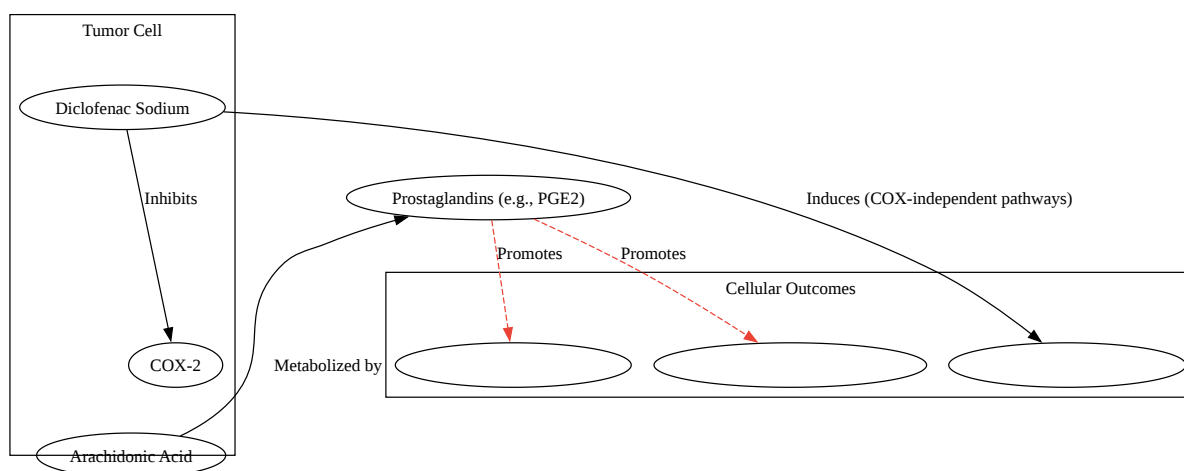 Tumor Cell
Diclofenac Sodium
Inhibits
Prostaglandins (e.g., PGE2)
Induces (COX-independent pathways)
Promotes
Promotes
Cellular Outcomes
COX-2
Metabolized by
Arachidonic Acid